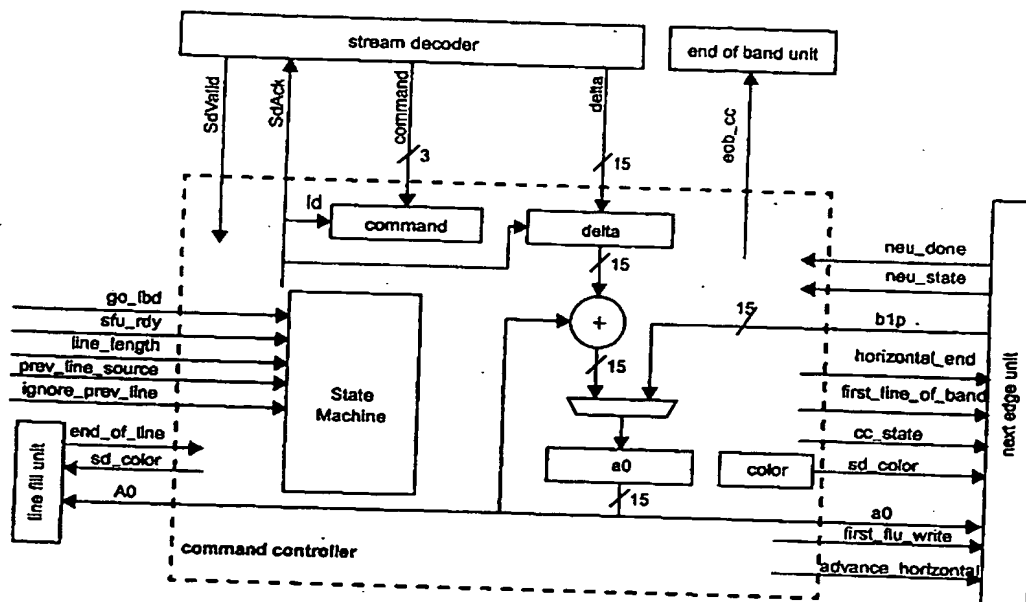 stream decoder
end of band unit
SdValid
SdAck
command
delta
eob_cc
3
15
ld
command
delta
15
neu_done
neu_state
15
b1p
go_lbd
sfu_rdy
line_length
prev_line_source
ignore_prev_line
State
Machine
+
15
horizontal_end
first_line_of_band
cc_state
sd_color
next edge unit
line fill unit
end_of_line
sd_color
A0
a0
color
15
a0
first_flu_write
advance_horizontal
command controller